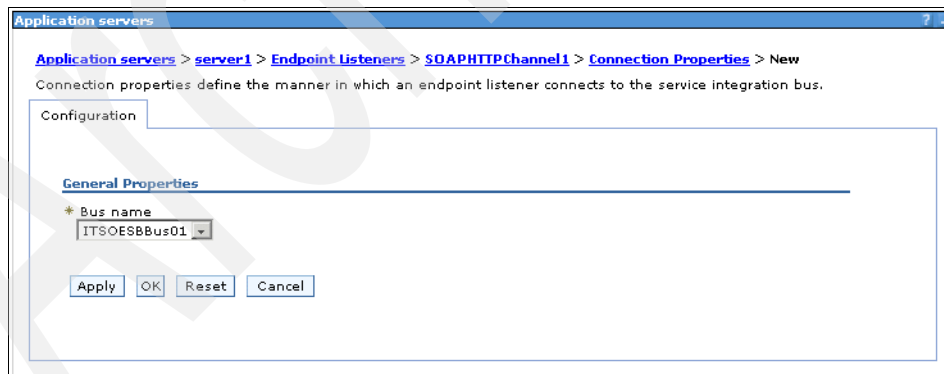 Application servers ? -
Application servers > server1 > Endpoint Listeners > SOAPHTTPChannel1 > Connection Properties > New
Connection properties define the manner in which an endpoint listener connects to the service integration bus.
Configuration
General Properties
* Bus name
ITSOESBBus01
Apply OK Reset Cancel